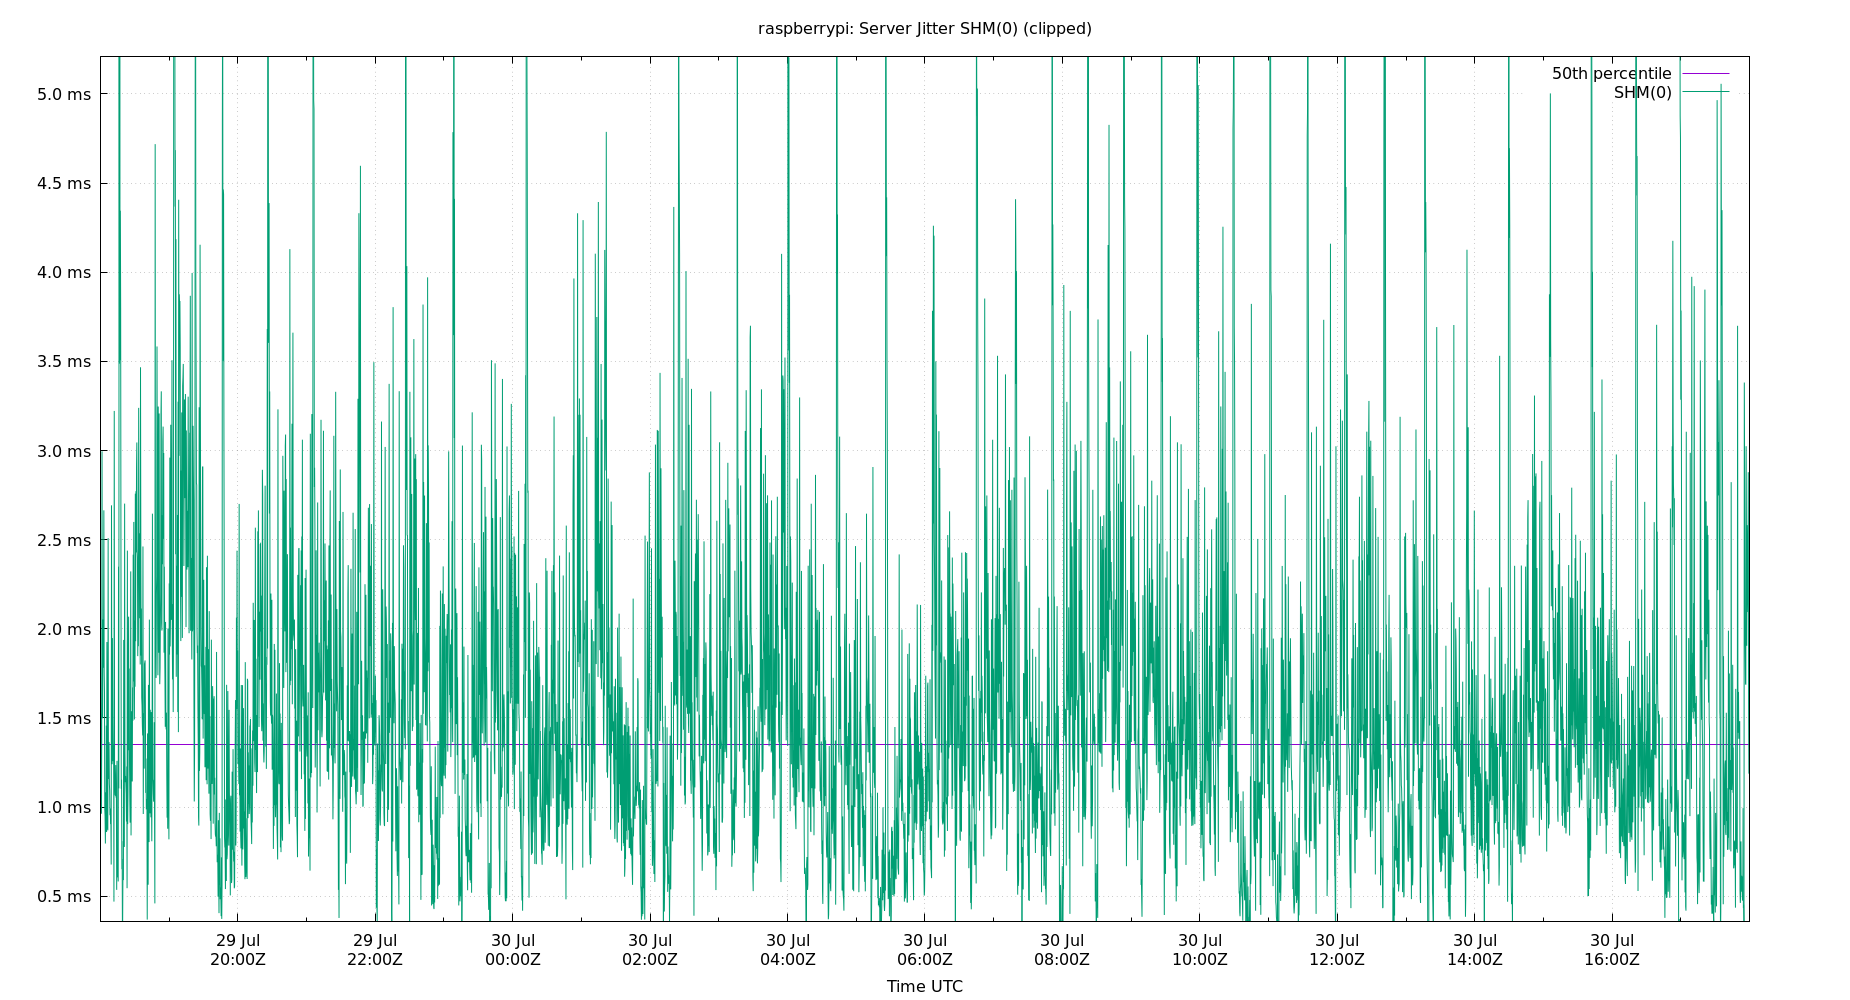 raspberrypi: Server Jitter SHM(0) (clipped)
50th percentile
SHM(0)
5.0 ms
4.5 ms
4.0 ms
3.5 ms
3.0 ms
2.5 ms
2.0 ms
1.5 ms
1.0 ms
0.5 ms
29 Jul 29 Jul 30 Jul 30 Jul 30 Jul 30 Jul 30 Jul 30 Jul 30 Jul 30 Jul 30 Jul
20:00Z 22:00Z 00:00Z 02:00Z 04:00Z 06:00Z 08:00Z 10:00Z 12:00Z 14:00Z 16:00Z
Time UTC